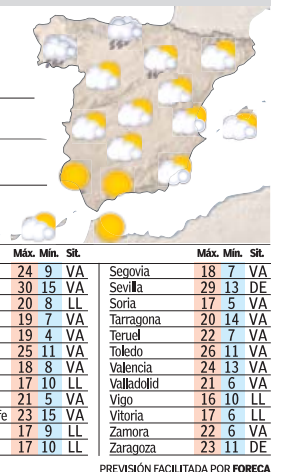 Máx. Mín. Sit.
24 9 VA
30 15 VA
20 8 LL
19 7 VA
19 4 VA
25 11 VA
18 8 VA
17 10 LL
21 5 VA
fe 23 15 VA
17 9 LL
17 10 LL
Máx. Mín. Sit.
Segovia 18 7 VA
Sevilla 29 13 DE
Soria 17 5 VA
Tarragona 20 14 VA
Teruel 22 7 VA
Toledo 26 11 VA
Valencia 24 13 VA
Valladolid 21 6 VA
Vigo 16 10 LL
Vitoria 17 6 LL
Zamora 22 6 VA
Zaragoza 23 11 DE
PREVISIÓN FACILITADA POR FORECA